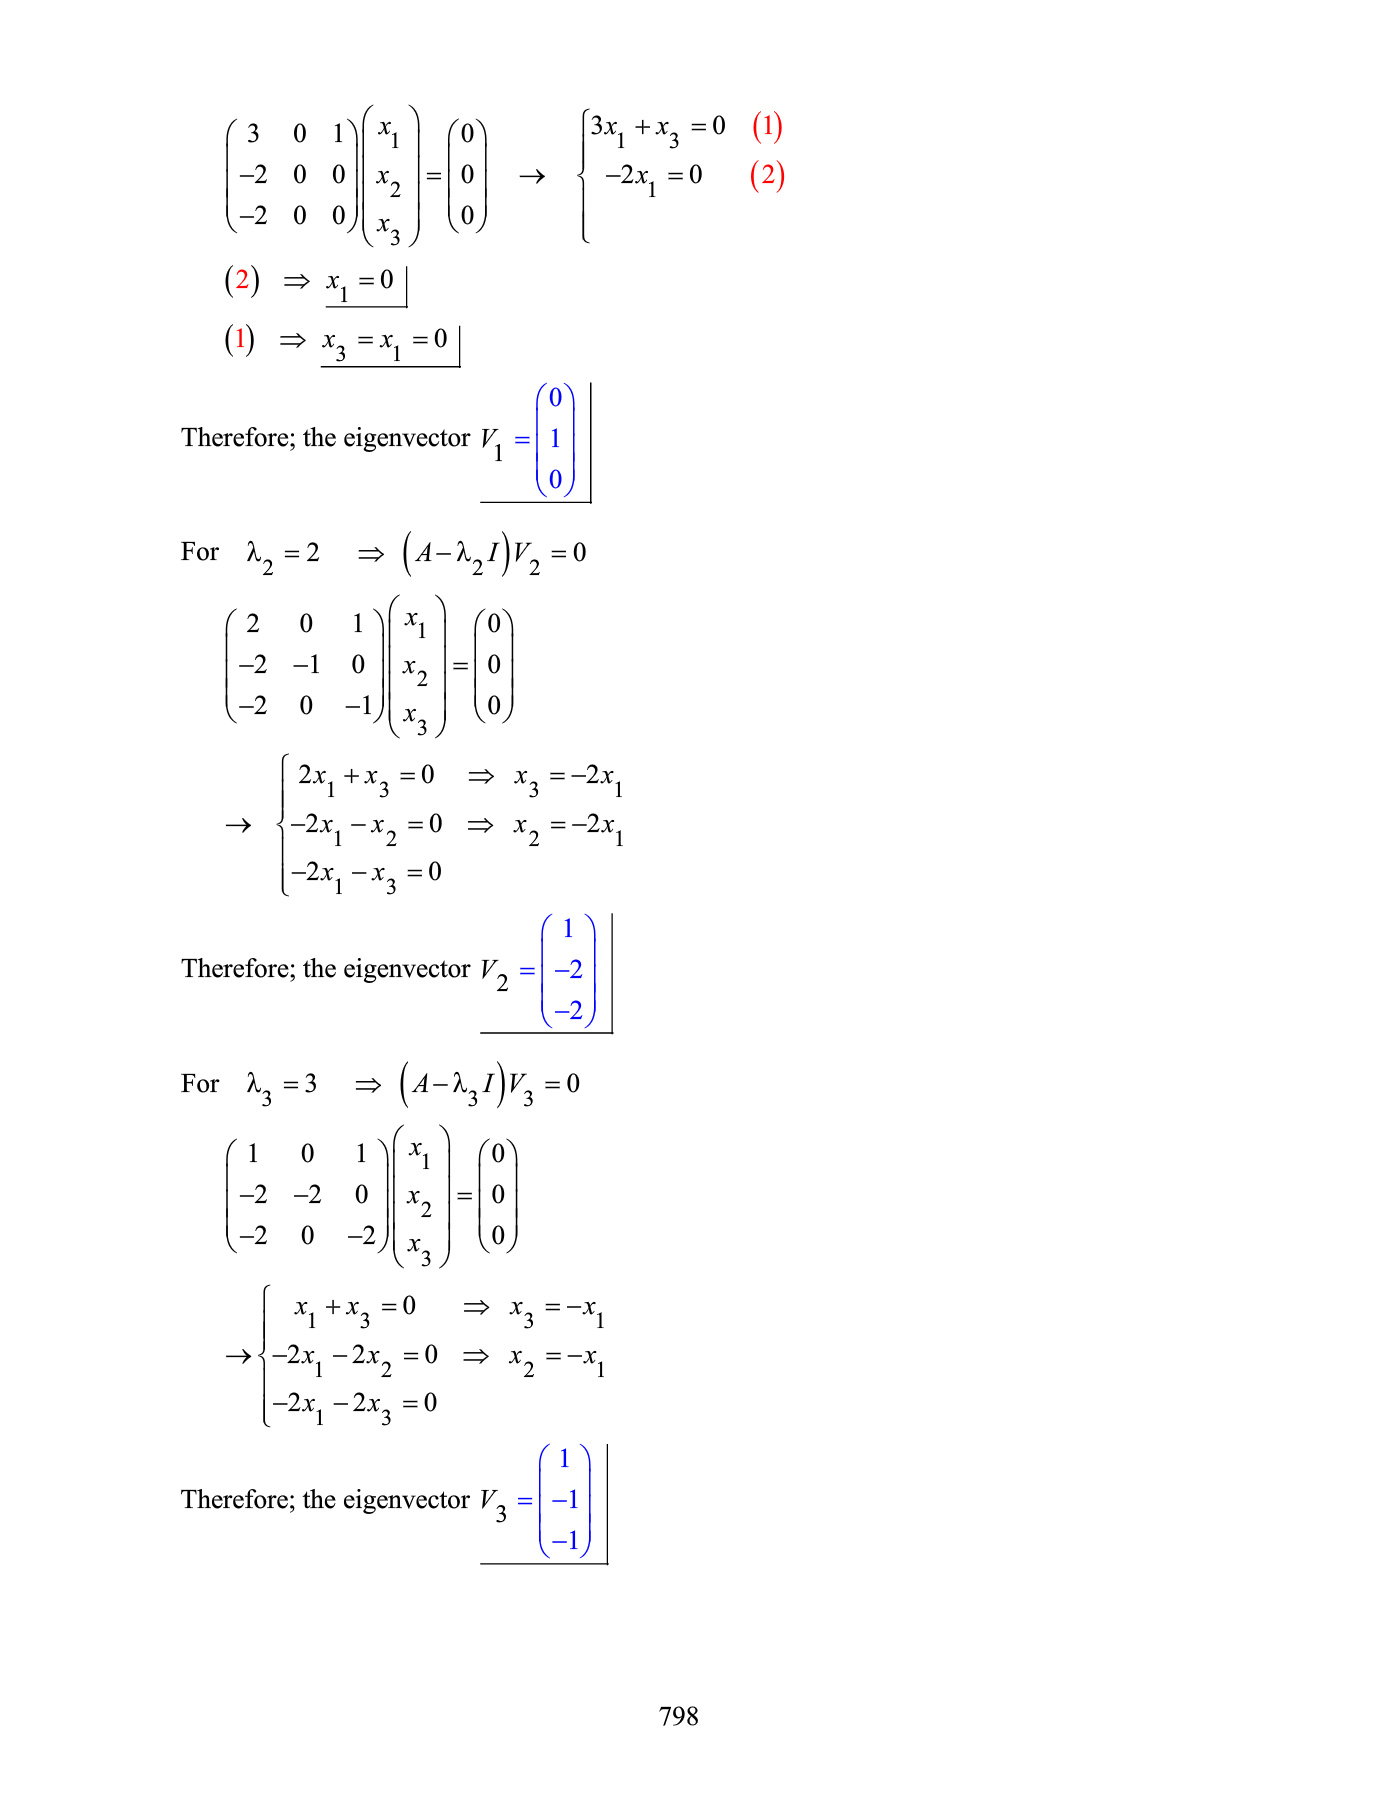 $\begin{pmatrix} 3 & 0 & 1 \\ -2 & 0 & 0 \\ -2 & 0 & 0 \end{pmatrix} \begin{pmatrix} x_1 \\ x_2 \\ x_3 \end{pmatrix} = \begin{pmatrix} 0 \\ 0 \\ 0 \end{pmatrix} \rightarrow \begin{cases} 3x_1 + x_3 = 0 \quad (1) \\ -2x_1 = 0 \quad (2) \end{cases}$
$(2) \Rightarrow x_1 = 0$
$(1) \Rightarrow x_3 = x_1 = 0$
Therefore; the eigenvector $V_1 = \begin{pmatrix} 0 \\ 1 \\ 0 \end{pmatrix}$
For $\lambda_2 = 2 \Rightarrow (A - \lambda_2 I) V_2 = 0$
$\begin{pmatrix} 2 & 0 & 1 \\ -2 & -1 & 0 \\ -2 & 0 & -1 \end{pmatrix} \begin{pmatrix} x_1 \\ x_2 \\ x_3 \end{pmatrix} = \begin{pmatrix} 0 \\ 0 \\ 0 \end{pmatrix}$
$\rightarrow \begin{cases} 2x_1 + x_3 = 0 \Rightarrow x_3 = -2x_1 \\ -2x_1 - x_2 = 0 \Rightarrow x_2 = -2x_1 \\ -2x_1 - x_3 = 0 \end{cases}$
Therefore; the eigenvector $V_2 = \begin{pmatrix} 1 \\ -2 \\ -2 \end{pmatrix}$
For $\lambda_3 = 3 \Rightarrow (A - \lambda_3 I) V_3 = 0$
$\begin{pmatrix} 1 & 0 & 1 \\ -2 & -2 & 0 \\ -2 & 0 & -2 \end{pmatrix} \begin{pmatrix} x_1 \\ x_2 \\ x_3 \end{pmatrix} = \begin{pmatrix} 0 \\ 0 \\ 0 \end{pmatrix}$
$\rightarrow \begin{cases} x_1 + x_3 = 0 \Rightarrow x_3 = -x_1 \\ -2x_1 - 2x_2 = 0 \Rightarrow x_2 = -x_1 \\ -2x_1 - 2x_3 = 0 \end{cases}$
Therefore; the eigenvector $V_3 = \begin{pmatrix} 1 \\ -1 \\ -1 \end{pmatrix}$
798